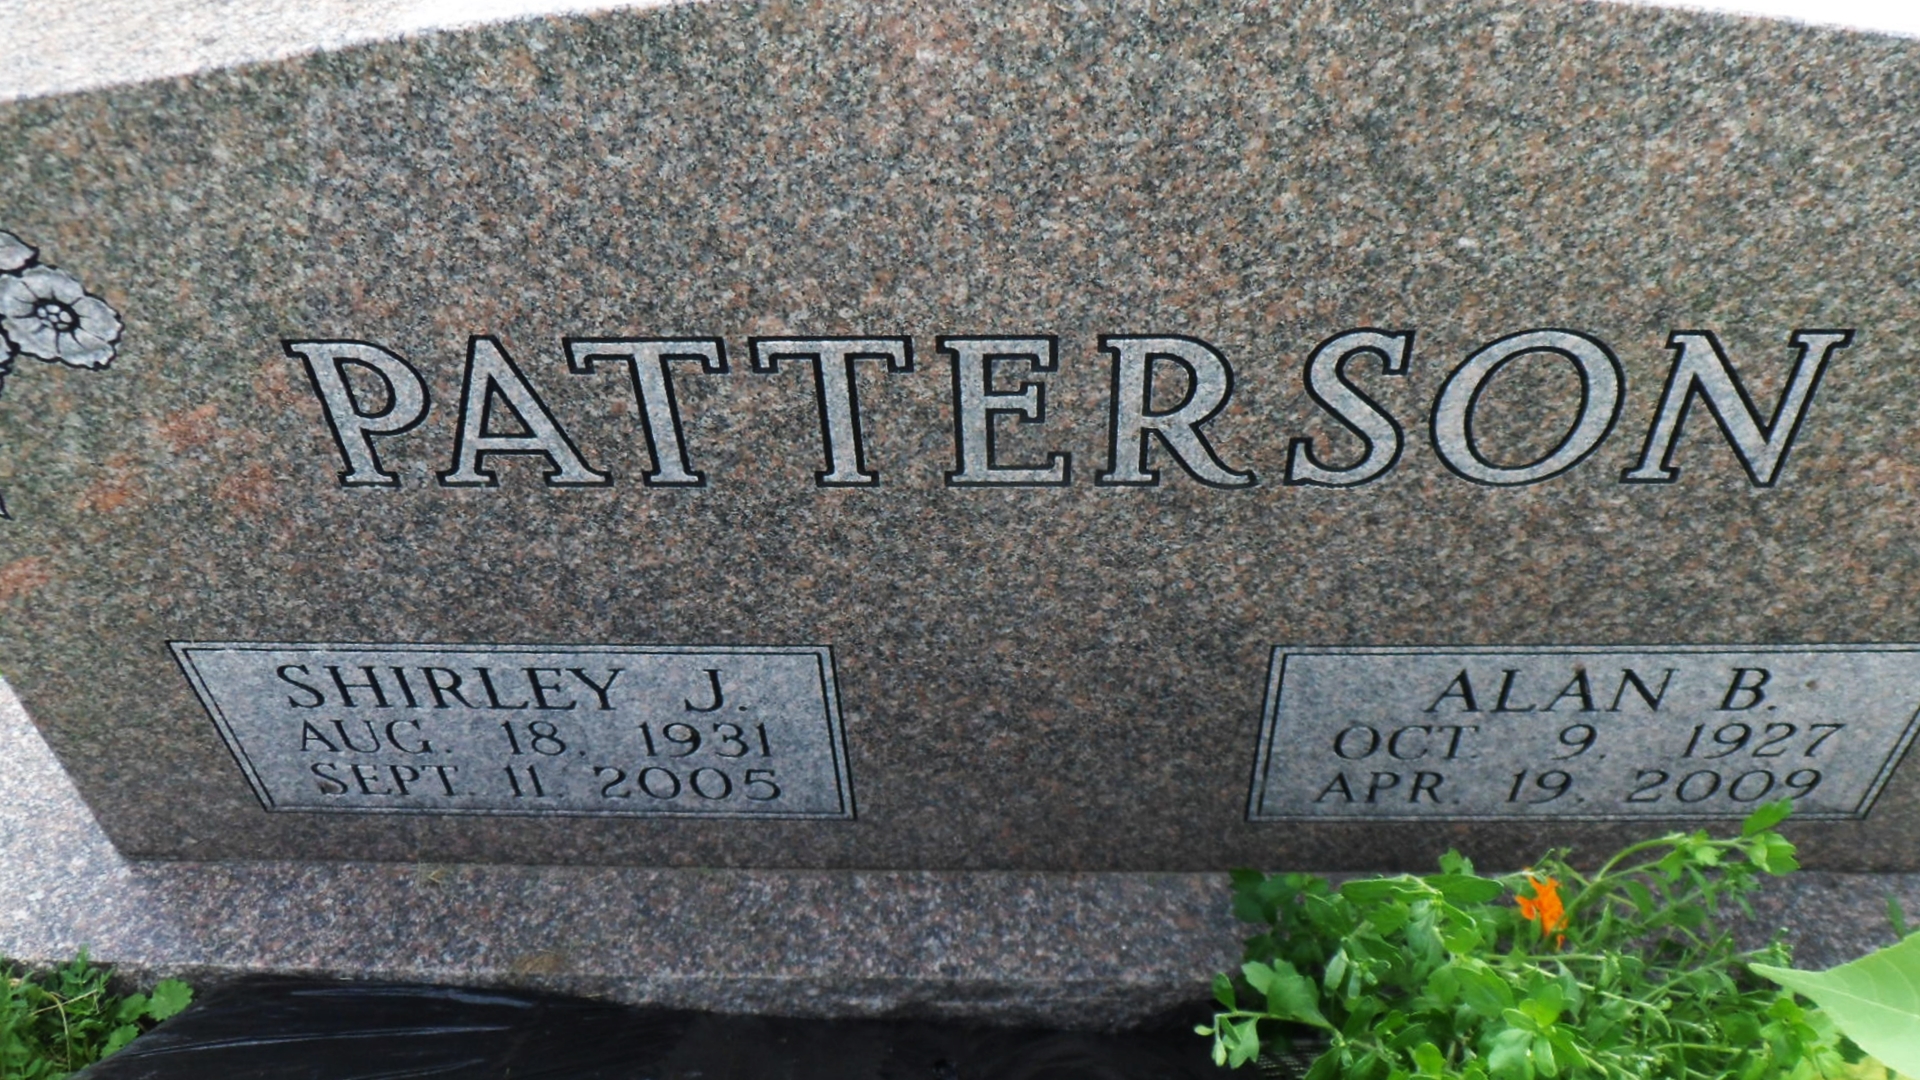 PATTERSON
SHIRLEY J.
AUG. 18, 1931
SEPT. 11, 2005
ALAN B.
OCT. 9, 1927
APR. 19, 2009